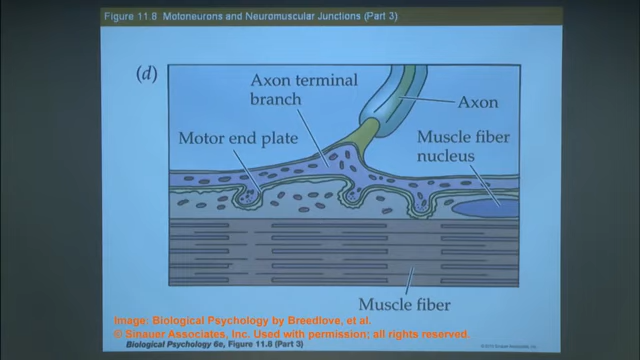 Figure 11.8 Motoneurons and Neuromuscular Junctions (Part 3)
(d)
Axon terminal
branch
Axon
Motor end plate
Muscle fiber
nucleus
Muscle fiber
Image: Biological Psychology by Breedlove, et al.
© Sinauer Associates, Inc. Used with permission; all rights reserved.
Biological Psychology 6e, Figure 11.8 (Part 3)